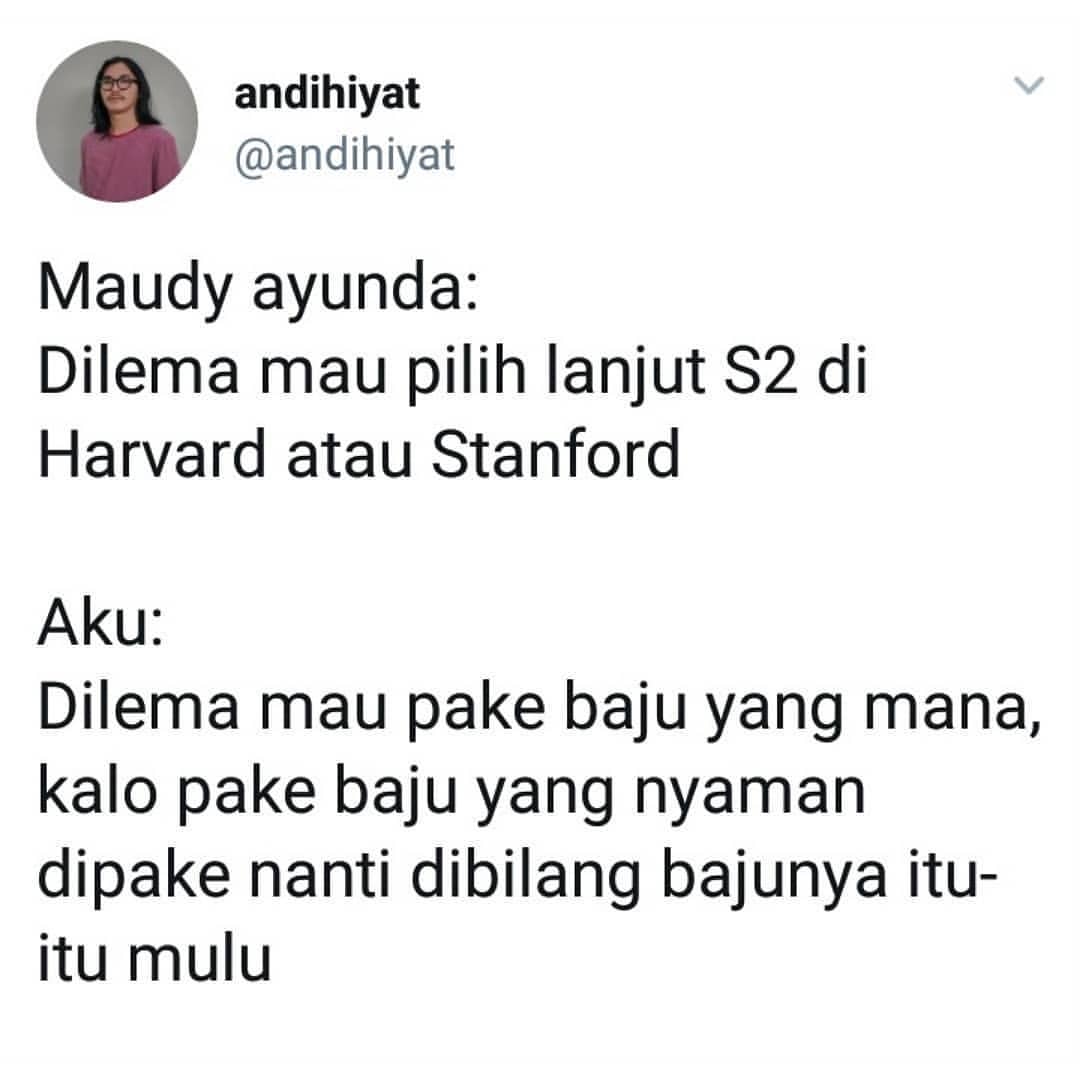 andihiyat
@andihiyat
Maudy ayunda:
Dilema mau pilih lanjut S2 di
Harvard atau Stanford
Aku:
Dilema mau pake baju yang mana,
kalo pake baju yang nyaman
dipake nanti dibilang bajunya itu-
itu mulu